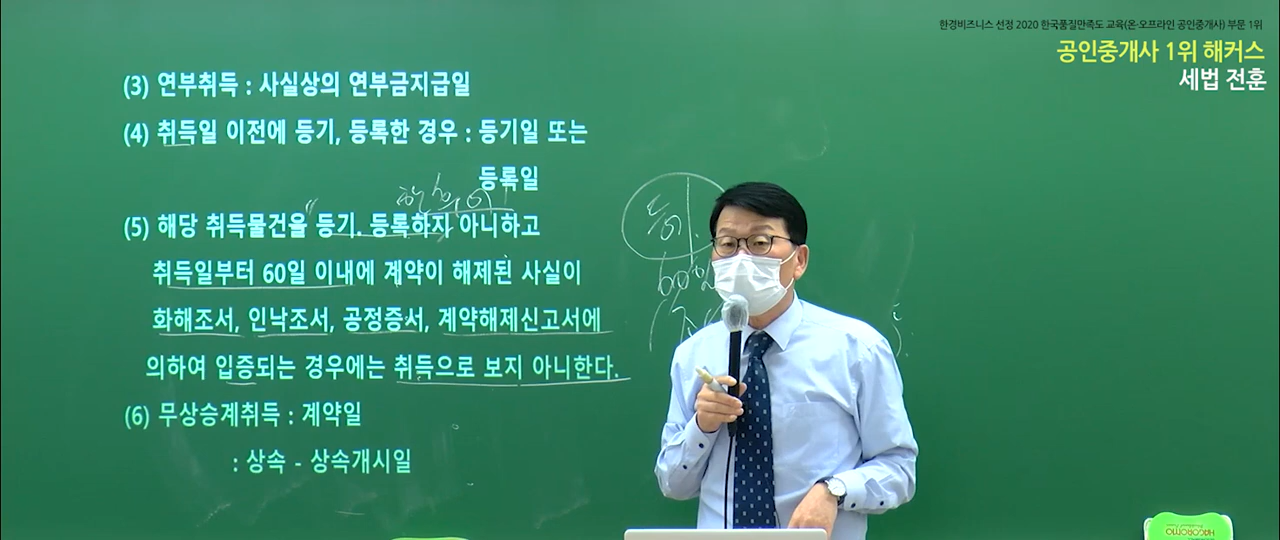 한경비즈니스 선정 2020 한국품질만족도 교육(온·오프라인 공인중개사) 부문 1위
공인중개사 1위 해커스
세법 전훈
(3) 연부취득 : 사실상의 연부금지급일
(4) 취득일 이전에 등기, 등록한 경우 : 등기일 또는
등록일
(5) 해당 취득물건을 등기. 등록하지 아니하고
취득일부터 60일 이내에 계약이 해제된 사실이
화해조서, 인낙조서, 공정증서, 계약해제신고서에
의하여 입증되는 경우에는 취득으로 보지 아니한다.
(6) 무상승계취득 : 계약일
: 상속 - 상속개시일
60
HAGOROMO